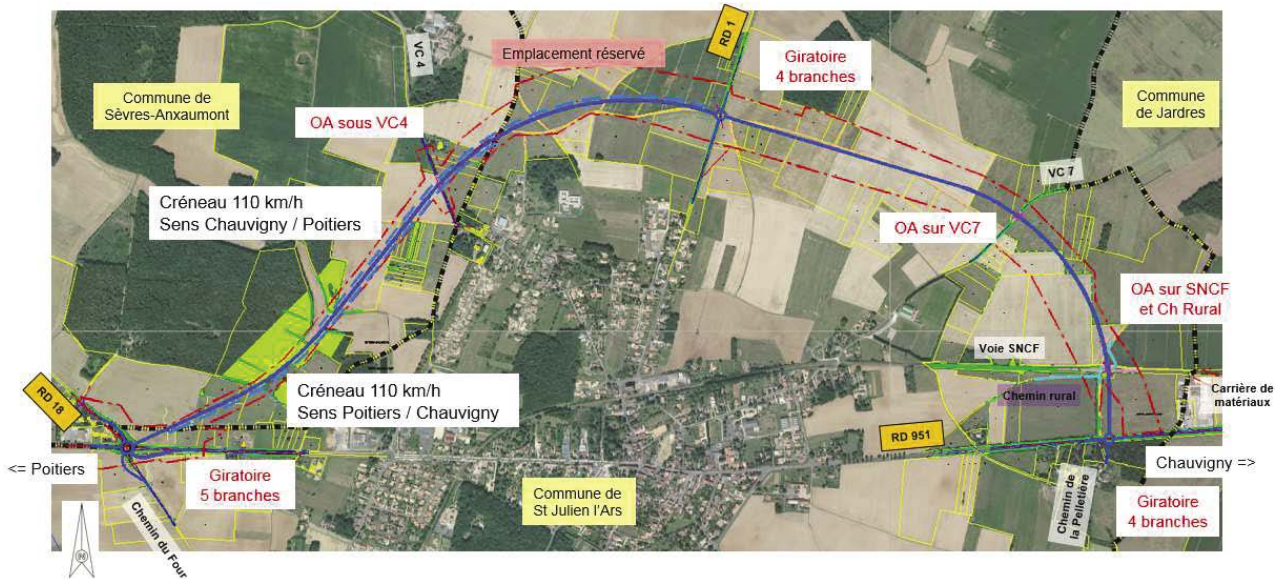 VC 4
RD 1
Emplacement réservé
Giratoire
4 branches
Commune de
Sèvres-Anxaumont
Commune
de Jardres
OA sous VC4
VC 7
Créneau 110 km/h
Sens Chauvigny / Poitiers
OA sur VC7
OA sur SNCF
et Ch Rural
Voie SNCF
Créneau 110 km/h
Sens Poitiers / Chauvigny
Carrière de
matériaux
Chemin rural
RD 18
RD 951
<= Poitiers
Chauvigny =>
Giratoire
5 branches
Commune de
St Julien l'Ars
Chemin de
la Pelletière
Giratoire
4 branches
Chemin du Four
N